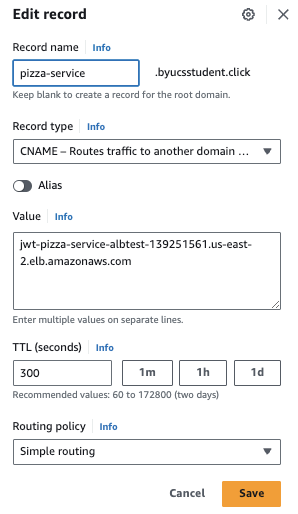 Edit record
Record name Info
pizza-service .byucsstudent.click
Keep blank to create a record for the root domain.
Record type Info
CNAME – Routes traffic to another domain ...
Alias
Value Info
jwt-pizza-service-albtest-139251561.us-east-
2.elb.amazonaws.com
Enter multiple values on separate lines.
TTL (seconds) Info
300 1m 1h 1d
Recommended values: 60 to 172800 (two days)
Routing policy Info
Simple routing
Cancel Save